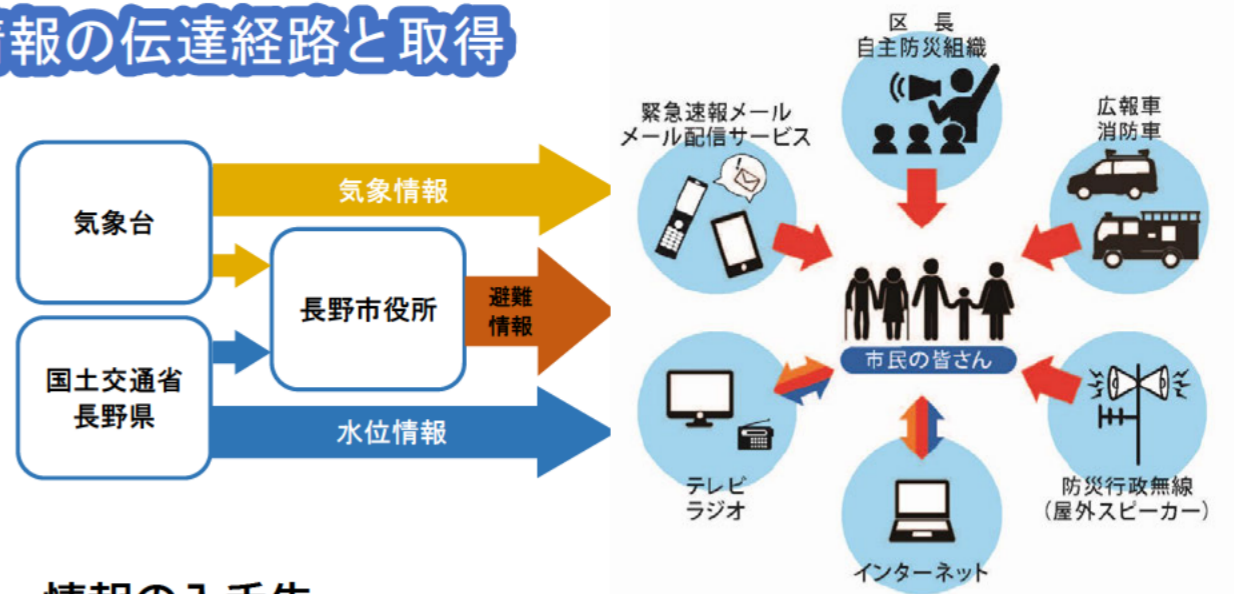 報の伝達経路と取得
気象台
気象情報
長野市役所
避難
情報
国土交通省
長野県
水位情報
区　長
自主防災組織
緊急速報メール
メール配信サービス
広報車
消防車
市民の皆さん
テレビ
ラジオ
インターネット
防災行政無線
(屋外スピーカー)